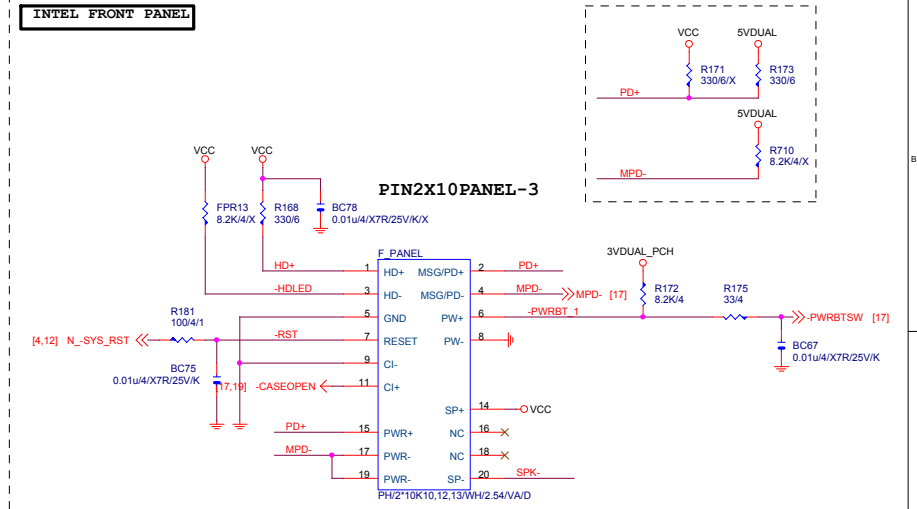 INTEL FRONT PANEL
VCC
5VDUAL
R171
330/6/X
R173
330/6
PD+
5VDUAL
R710
8.2K/4/X
MPD-
B
VCC
VCC
PIN2X10PANEL-3
FPR13
8.2K/4/X
R168
330/6
BC78
0.01u/4/X7R/25V/K/X
3VDUAL_PCH
F_PANEL
HD+
1
HD+
MSG/PD+
2
PD+
-HDLED
3
HD-
MSG/PD-
4
MPD-
MPD- [17]
R172
8.2K/4
R175
33/4
5
GND
PW+
6
-PWRBT_1
-PWRBTSW [17]
R181
100/4/1
[4,12] N_-SYS_RST
-RST
7
RESET
PW-
8
BC67
0.01u/4/X7R/25V/K
9
CI-
BC75
0.01u/4/X7R/25V/K
[17,19] -CASEOPEN
11
CI+
SP+
14
VCC
PD+
15
PWR+
NC
16
MPD-
17
PWR-
NC
18
19
PWR-
SP-
20
SPK-
PH/2*10K10,12,13/WH/2.54/VA/D